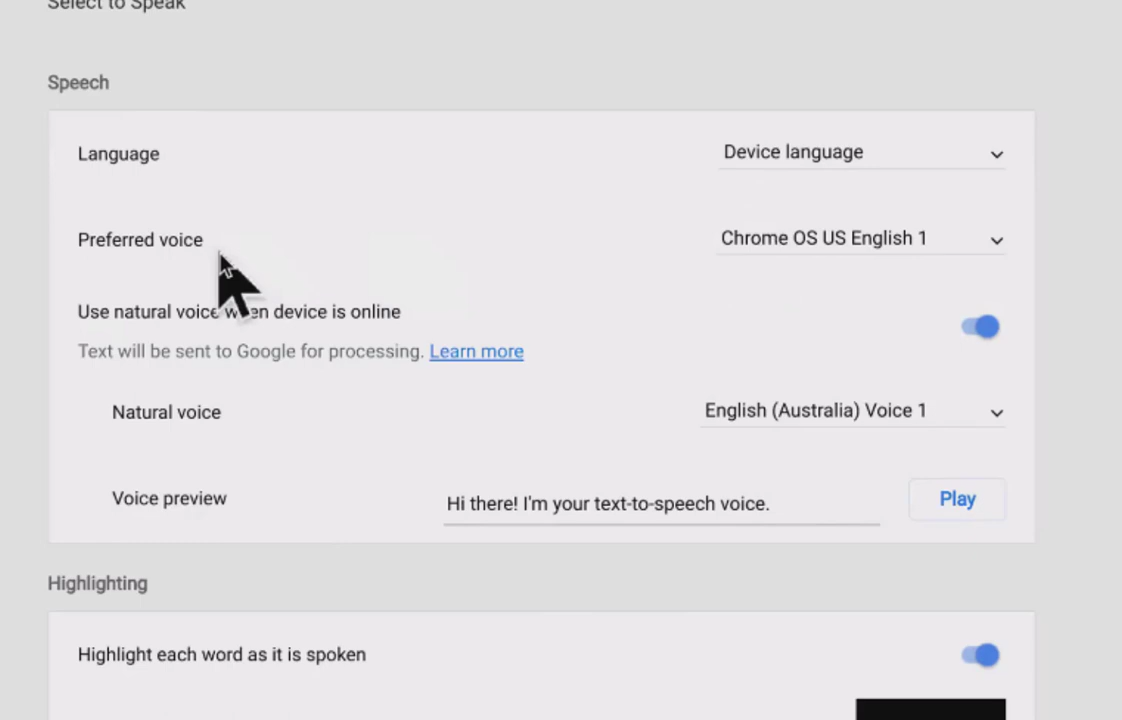 Select to Speak
Speech
Language
Device language
Preferred voice
Chrome OS US English 1
Use natural voice when device is online
Text will be sent to Google for processing. Learn more
Natural voice
English (Australia) Voice 1
Voice preview
Hi there! I'm your text-to-speech voice.
Play
Highlighting
Highlight each word as it is spoken